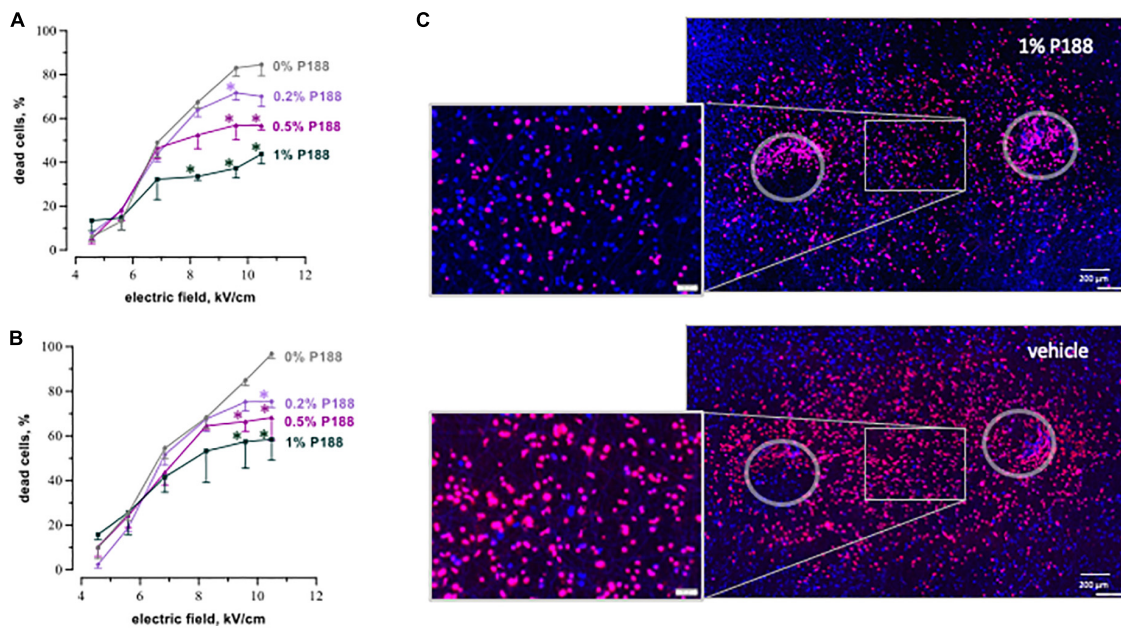 A
100
80
60
40
20
0
dead cells, %
0% P188
0.2% P188
0.5% P188
1% P188
*
* *
* * *
4 6 8 10 12
electric field, kV/cm
B
100
80
60
40
20
0
dead cells, %
0% P188
0.2% P188
0.5% P188
1% P188
*
* *
* *
4 6 8 10 12
electric field, kV/cm
C
1% P188
200 µm
vehicle
200 µm